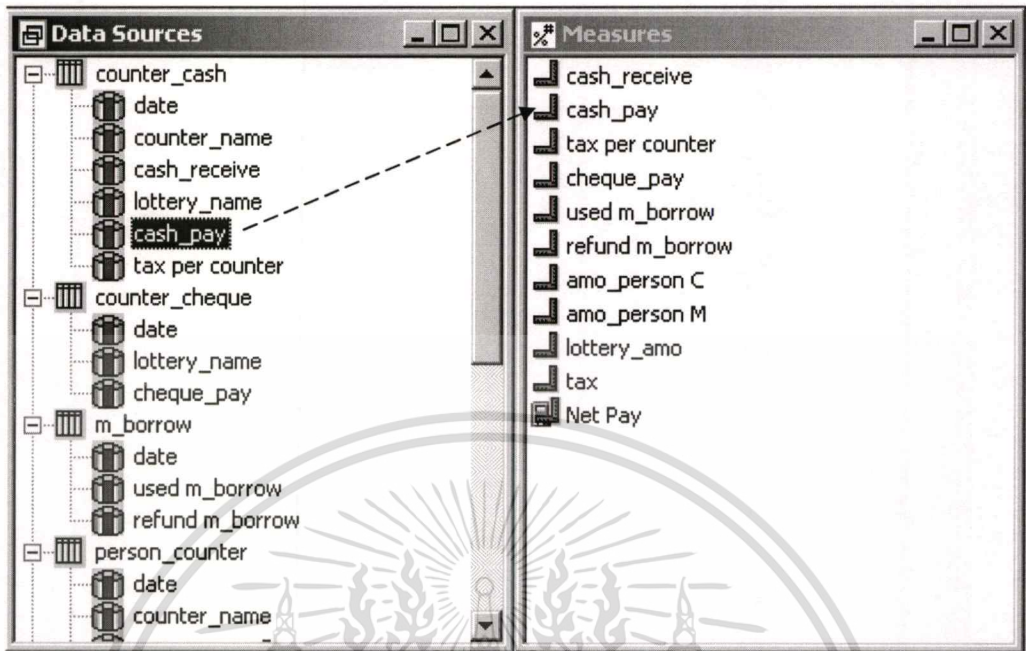 Data Sources
counter_cash
date
counter_name
cash_receive
lottery_name
cash_pay
tax per counter
counter_cheque
date
lottery_name
cheque_pay
m_borrow
date
used m_borrow
refund m_borrow
person_counter
date
counter_name
Measures
cash_receive
cash_pay
tax per counter
cheque_pay
used m_borrow
refund m_borrow
amo_person C
amo_person M
lottery_amo
tax
Net Pay